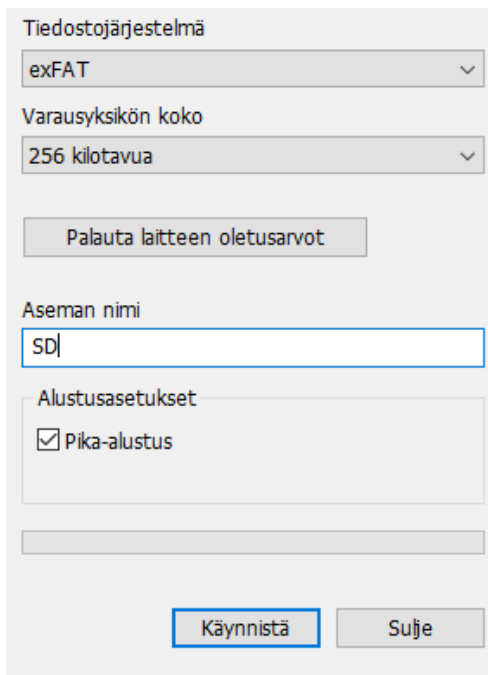 Tiedostojärjestelmä
exFAT
Varausyksikön koko
256 kilotavua
Palauta laitteen oletusarvot
Aseman nimi
SD
Alustusasetukset
Pika-alustus
Käynnistä
Sulje